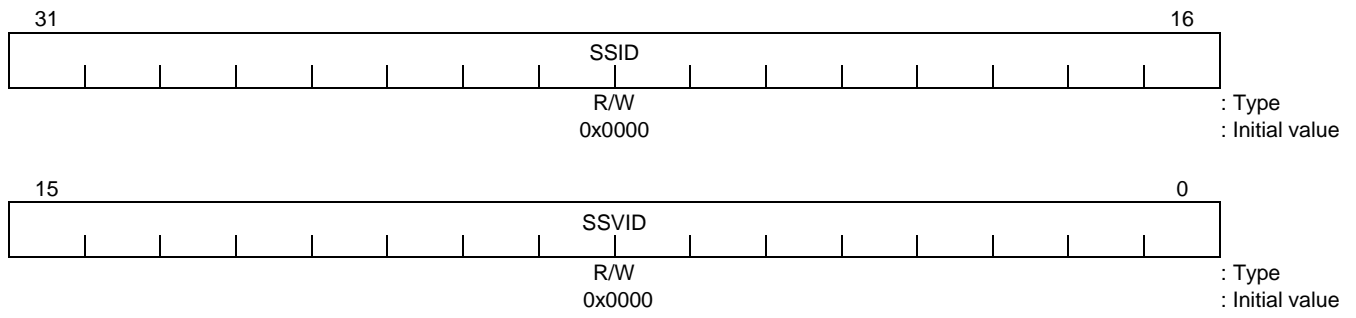 31 16
SSID
R/W : Type
0x0000 : Initial value
15 0
SSVID
R/W : Type
0x0000 : Initial value